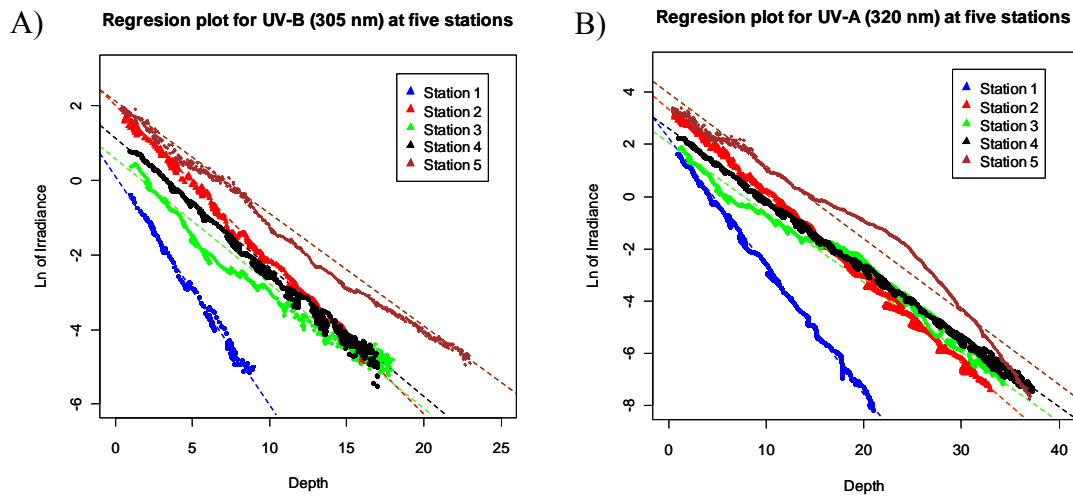 A)
Regresion plot for UV-B (305 nm) at five stations
Ln of Irradiance
2
0
-2
-4
-6
Station 1
Station 2
Station 3
Station 4
Station 5
0 5 10 15 20 25
Depth
B)
Regresion plot for UV-A (320 nm) at five stations
Ln of Irradiance
4
2
0
-2
-4
-6
-8
Station 1
Station 2
Station 3
Station 4
Station 5
0 10 20 30 40
Depth